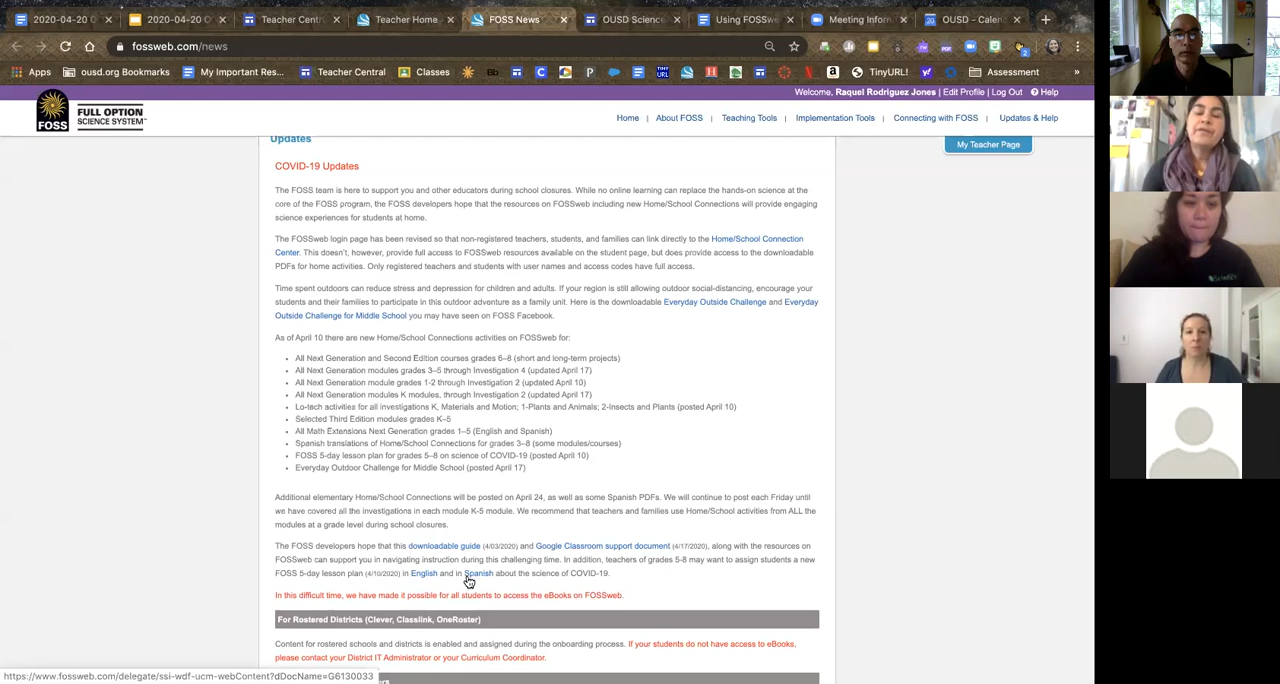 2020-04-20 O
2020-04-20 O
Teacher Centr
Teacher Home
FOSS News
OUSD Science
Using FOSSw
Meeting Inform
OUSD - Calend
fossweb.com/news
Apps
ousd.org Bookmarks
My Important Res...
Teacher Central
Classes
TinyURL!
Assessment
Welcome, Raquel Rodriguez Jones | Edit Profile | Log Out | Help
FOSS FULL OPTION SCIENCE SYSTEM
Home | About FOSS | Teaching Tools | Implementation Tools | Connecting with FOSS | Updates & Help
My Teacher Page
Updates
COVID-19 Updates
The FOSS team is here to support you and other educators during school closures. While no online learning can replace the hands-on science at the
core of the FOSS program, the FOSS developers hope that the resources on FOSSweb including new Home/School Connections will provide engaging
science experiences for students at home.
The FOSSweb login page has been revised so that non-registered teachers, students, and families can link directly to the Home/School Connection
Center. This doesn't, however, provide full access to FOSSweb resources available on the student page, but does provide access to the downloadable
PDFs for home activities. Only registered teachers and students with user names and access codes have full access.
Time spent outdoors can reduce stress and depression for children and adults. If your region is still allowing outdoor social-distancing, encourage your
students and their families to participate in this outdoor adventure as a family unit. Here is the downloadable Everyday Outside Challenge and Everyday
Outside Challenge for Middle School you may have seen on FOSS Facebook.
As of April 10 there are new Home/School Connections activities on FOSSweb for:
• All Next Generation and Second Edition courses grades 6–8 (short and long-term projects)
• All Next Generation modules grades 3–5 through Investigation 4 (updated April 17)
• All Next Generation module grades 1-2 through Investigation 2 (updated April 10)
• All Next Generation modules K modules, through Investigation 2 (updated April 17)
• Lo-tech activities for all investigations K, Materials and Motion; 1-Plants and Animals; 2-Insects and Plants (posted April 10)
• Selected Third Edition modules grades K–5
• All Math Extensions Next Generation grades 1–5 (English and Spanish)
• Spanish translations of Home/School Connections for grades 3–8 (some modules/courses)
• FOSS 5-day lesson plan for grades 5–8 on science of COVID-19 (posted April 10)
• Everyday Outdoor Challenge for Middle School (posted April 17)
Additional elementary Home/School Connections will be posted on April 24, as well as some Spanish PDFs. We will continue to post each Friday until
we have covered all the investigations in each module K-5 module. We recommend that teachers and families use Home/School activities from ALL the
modules at a grade level during school closures.
The FOSS developers hope that this downloadable guide (4/03/2020) and Google Classroom support document (4/17/2020), along with the resources on
FOSSweb can support you in navigating instruction during this challenging time. In addition, teachers of grades 5-8 may want to assign students a new
FOSS 5-day lesson plan (4/10/2020) in English and in Spanish about the science of COVID-19.
In this difficult time, we have made it possible for all students to access the eBooks on FOSSweb.
For Rostered Districts (Clever, Classlink, OneRoster)
Content for rostered schools and districts is enabled and assigned during the onboarding process. If your students do not have access to eBooks,
please contact your District IT Administrator or your Curriculum Coordinator.
https://www.fossweb.com/delegate/ssi-wdf-ucm-webContent?dDocName=G6130033